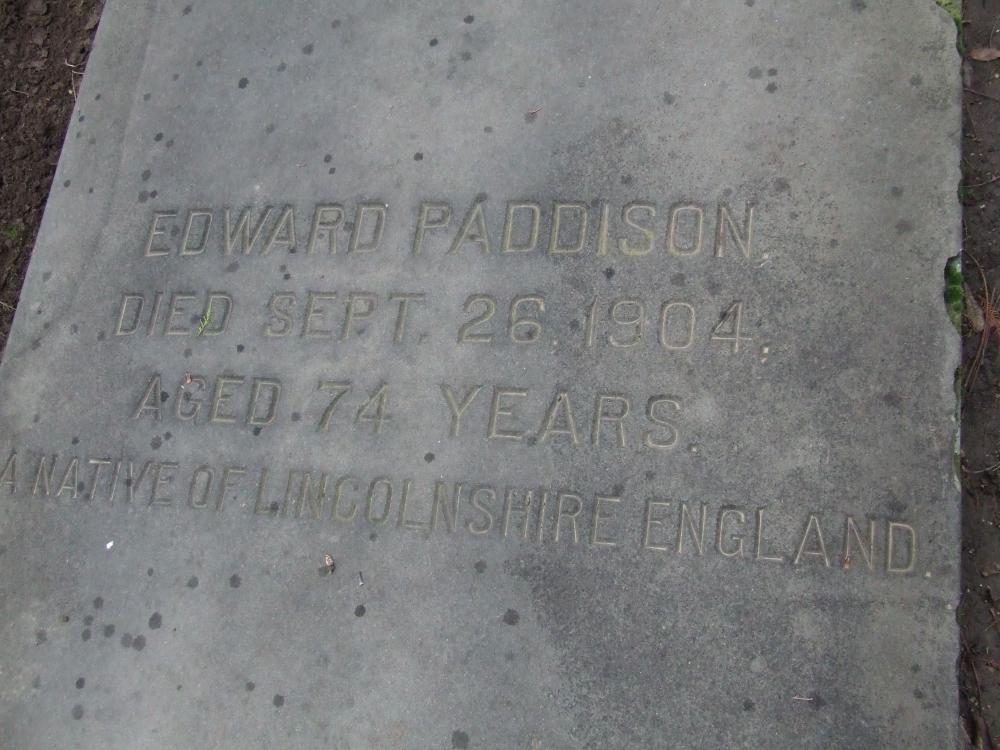 EDWARD PADDISON.
DIED SEPT. 26. 1904.
AGED 74 YEARS.
A NATIVE OF LINCOLNSHIRE ENGLAND.